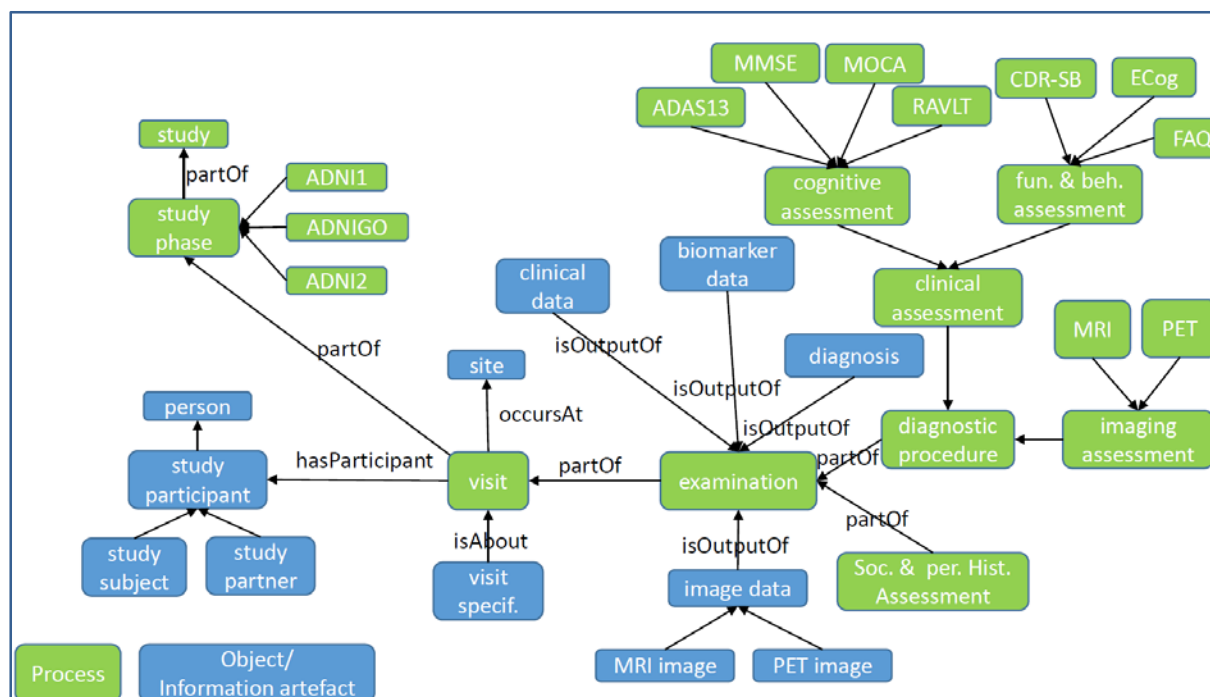 MMSE
MOCA
CDR-SB
ECog
ADAS13
RAVLT
FAQ
study
partOf
ADNI1
cognitive
assessment
fun. & beh.
assessment
study
phase
ADNIGO
ADNI2
clinical
data
biomarker
data
clinical
assessment
MRI
PET
partOf
isOutputOf
site
diagnosis
isOutputOf
person
occursAt
isOutputOf
diagnostic
procedure
imaging
assessment
study
participant
hasParticipant
visit
partOf
examination
partOf
partOf
isAbout
isOutputOf
study
subject
study
partner
visit
specif.
image data
Soc. & per. Hist.
Assessment
MRI image
PET image
Process
Object/
Information artefact